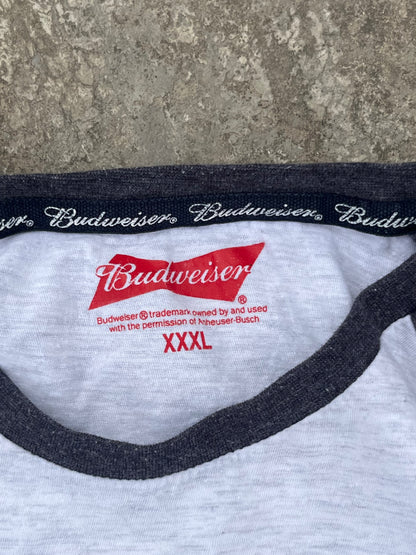 Budweiser® Budweiser® Budweiser® Budweiser
Budweiser®
Budweiser® trademark owned by and used
with the permission of Anheuser-Busch
XXXL